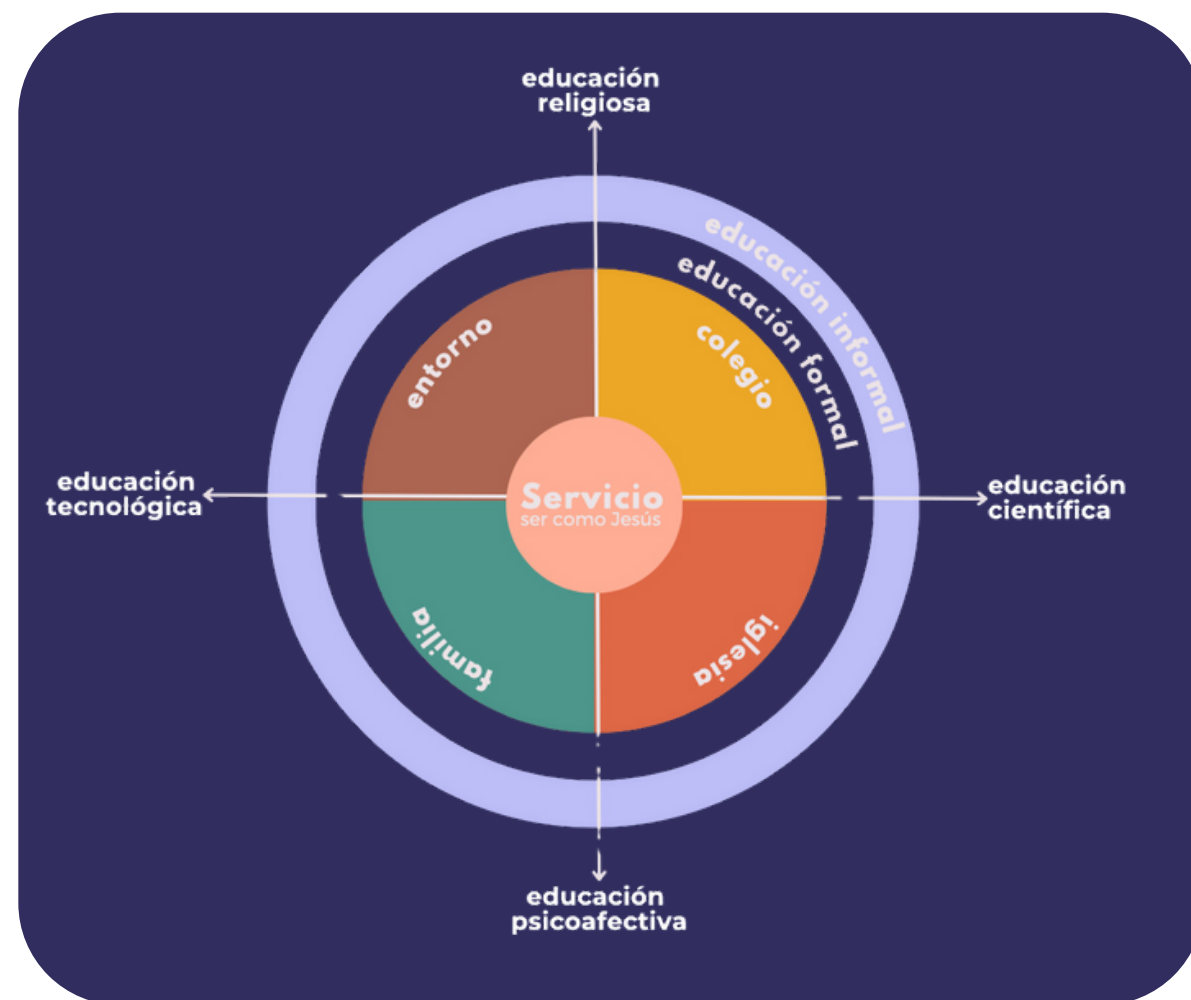 educación
religiosa
educación informal
educación formal
entorno
colegio
educación
tecnológica
Servicio
ser como Jesús
educación
científica
familia
iglesia
educación
psicoafectiva